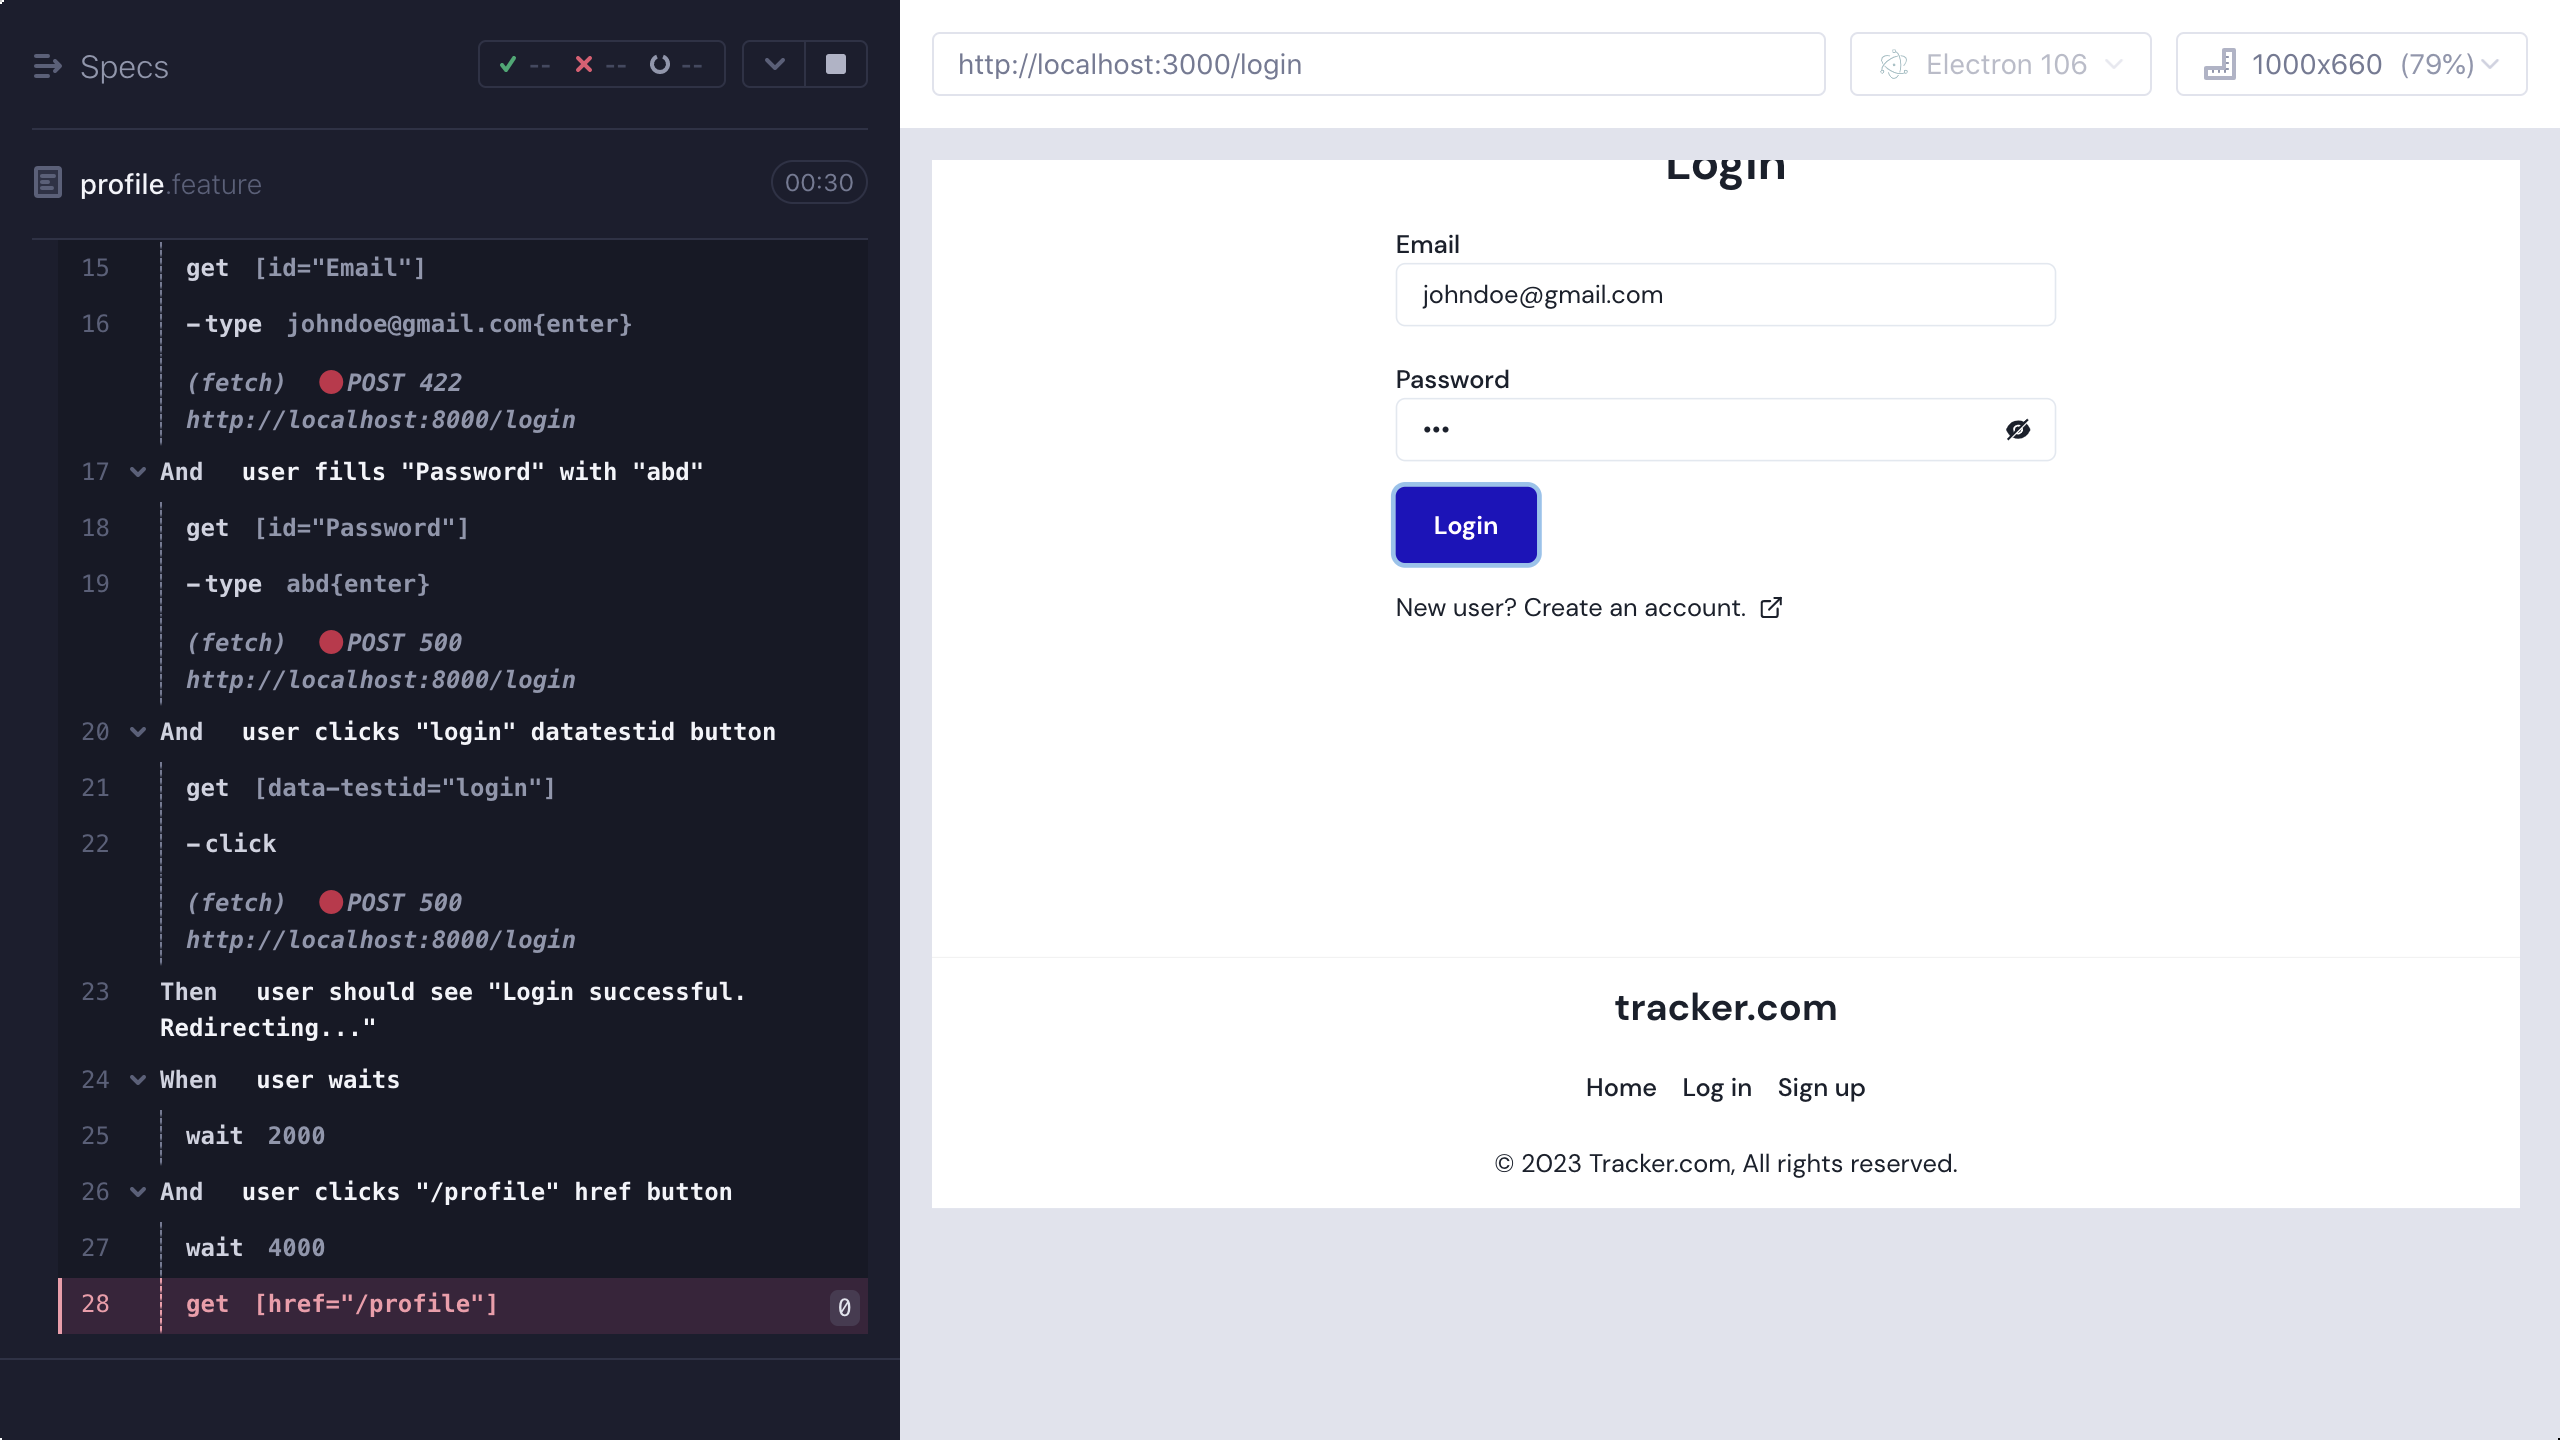 Specs
-- -- --
profile.feature
00:30
15 get [id="Email"]
16 -type johndoe@gmail.com{enter}
(fetch) POST 422
http://localhost:8000/login
17 And user fills "Password" with "abd"
18 get [id="Password"]
19 -type abd{enter}
(fetch) POST 500
http://localhost:8000/login
20 And user clicks "login" datatestid button
21 get [data-testid="login"]
22 -click
(fetch) POST 500
http://localhost:8000/login
23 Then user should see "Login successful.
Redirecting..."
24 When user waits
25 wait 2000
26 And user clicks "/profile" href button
27 wait 4000
28 get [href="/profile"] 0
http://localhost:3000/login
Electron 106
1000x660 (79%)
Login
Email
johndoe@gmail.com
Password
•••
Login
New user? Create an account.
tracker.com
Home Log in Sign up
© 2023 Tracker.com, All rights reserved.